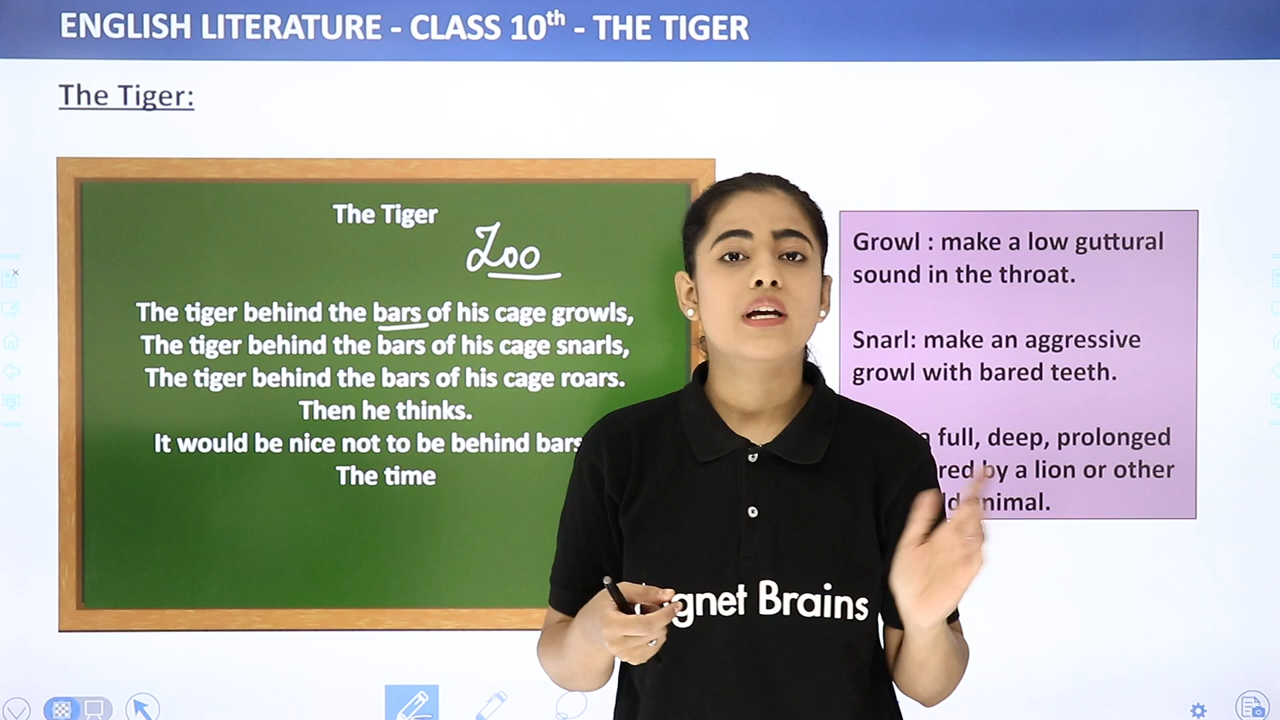 ENGLISH LITERATURE - CLASS 10th - THE TIGER
The Tiger:
The Tiger
Zoo
The tiger behind the bars of his cage growls,
The tiger behind the bars of his cage snarls,
The tiger behind the bars of his cage roars.
Then he thinks.
It would be nice not to be behind bars
The time
Growl : make a low guttural
sound in the throat.
Snarl: make an aggressive
growl with bared teeth.
full, deep, prolonged
by a lion or other
gnet Brains